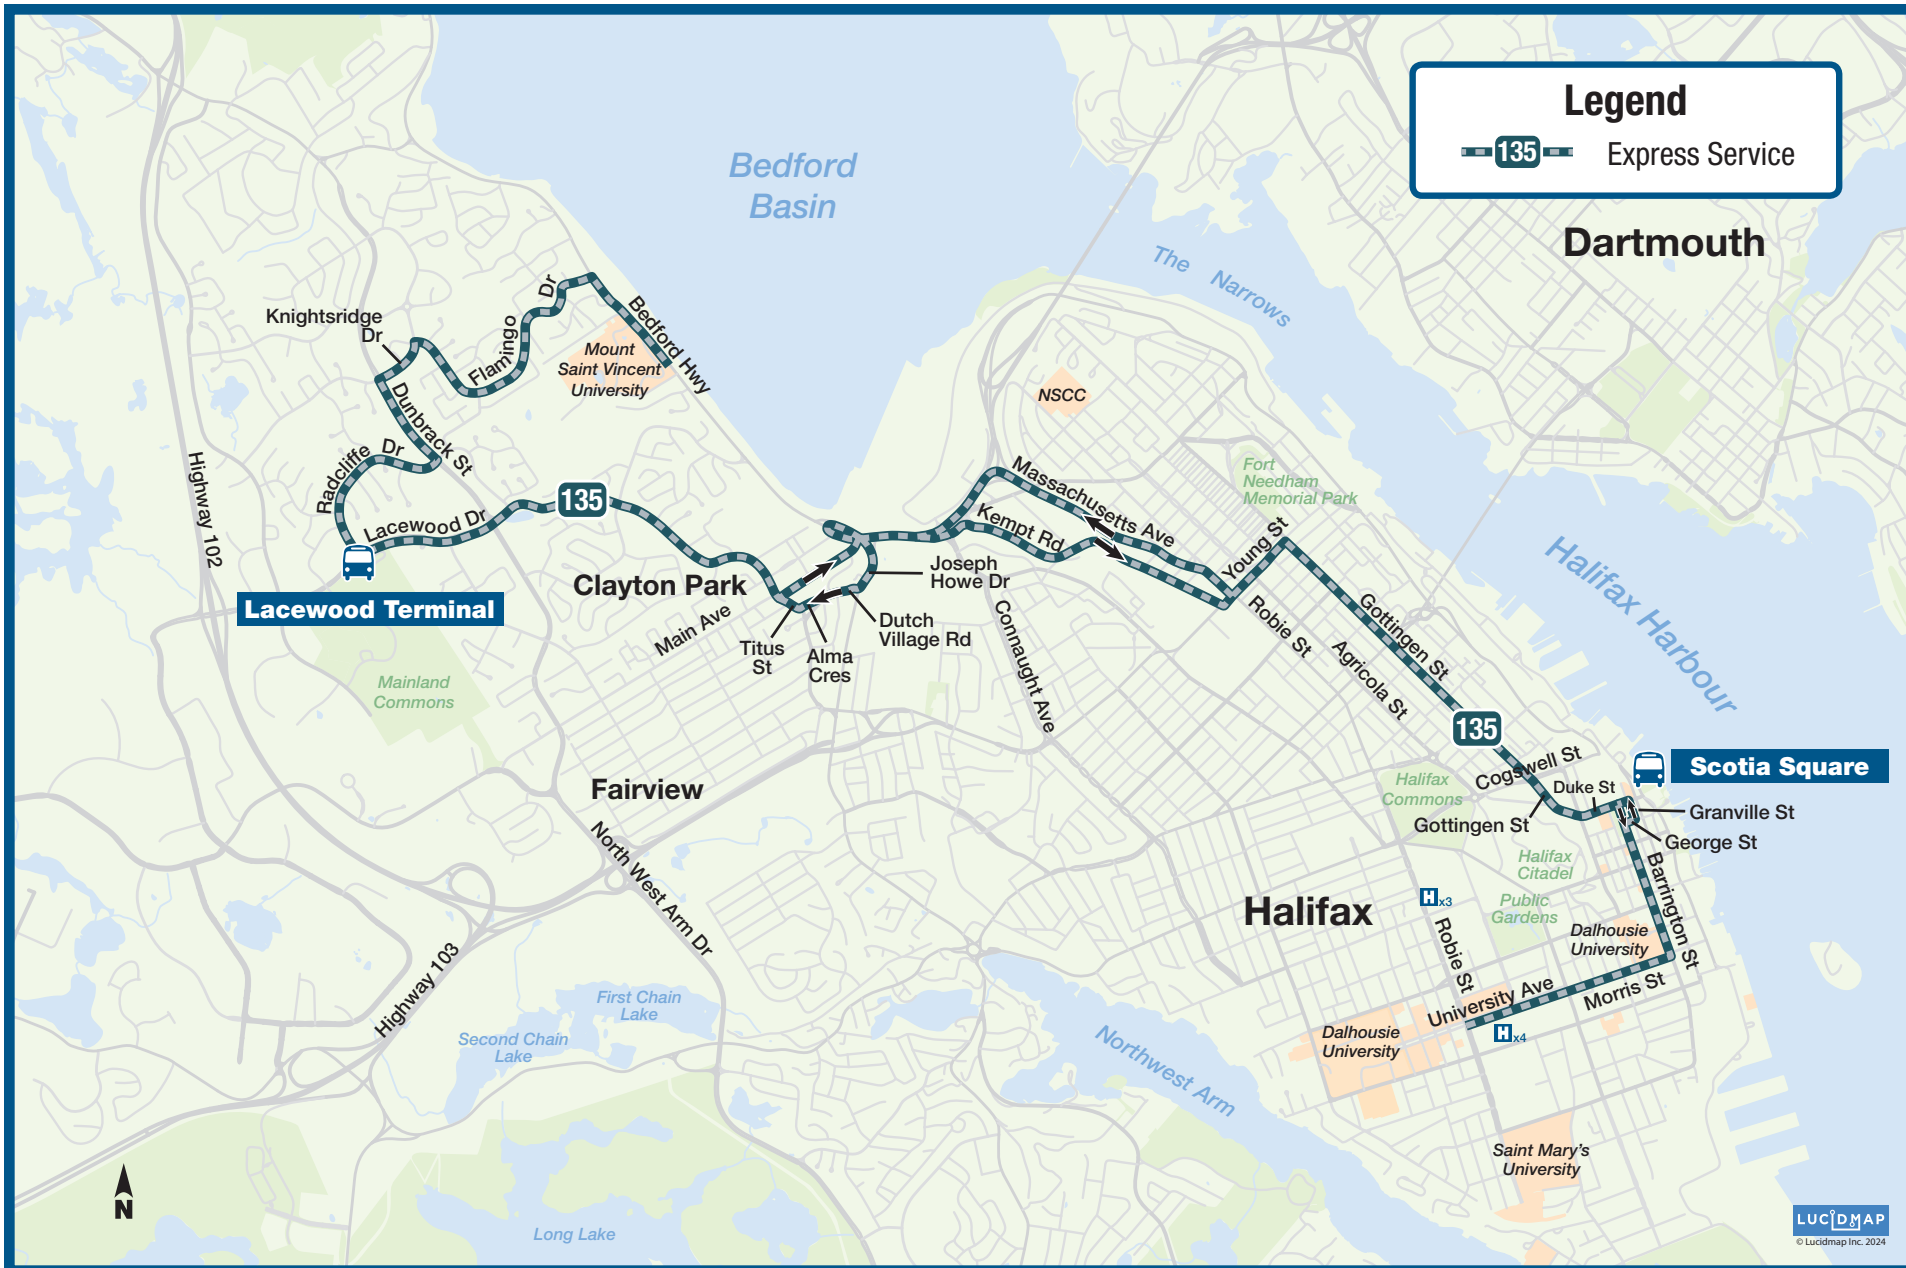 Legend
135
Express Service
Bedford
Basin
The Narrows
Dartmouth
Knightsridge
Dr
Flamingo Dr
Bedford Hwy
Mount
Saint Vincent
University
NSCC
Dunbrack St
Radcliffe Dr
Highway 102
Lacewood Dr
135
Massachusetts Ave
Kempt Rd
Fort
Needham
Memorial Park
Young St
Halifax Harbour
Clayton Park
Lacewood Terminal
Joseph
Howe Dr
Dutch
Village Rd
Main Ave
Titus
St
Alma
Cres
Connaught Ave
Robie St
Gottingen St
Agricola St
Mainland
Commons
135
Cogswell St
Scotia Square
Fairview
Halifax
Commons
Duke St
Granville St
Gottingen St
George St
North West Arm Dr
Halifax
Citadel
Barrington St
Public
Gardens
Halifax
H x3
Robie St
Dalhousie
University
Highway 103
First Chain
Lake
Second Chain
Lake
University Ave
Morris St
H x4
Dalhousie
University
Northwest Arm
Saint Mary's
University
N
Long Lake
LUCIDMAP
© Lucidmap Inc. 2024